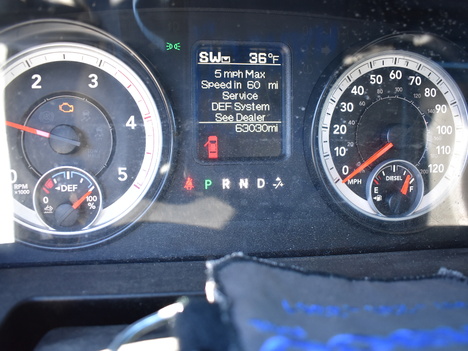 SW 36°F
5 mph Max
Speed in 60 mi
Service
DEF System
See Dealer
63030mi
P R N D
2
3
4
5
0
RPM
x1000
DEF
0
100
%
0
10
20
30
40
50
60
70
80
90
100
110
120
MPH
DIESEL
E
F